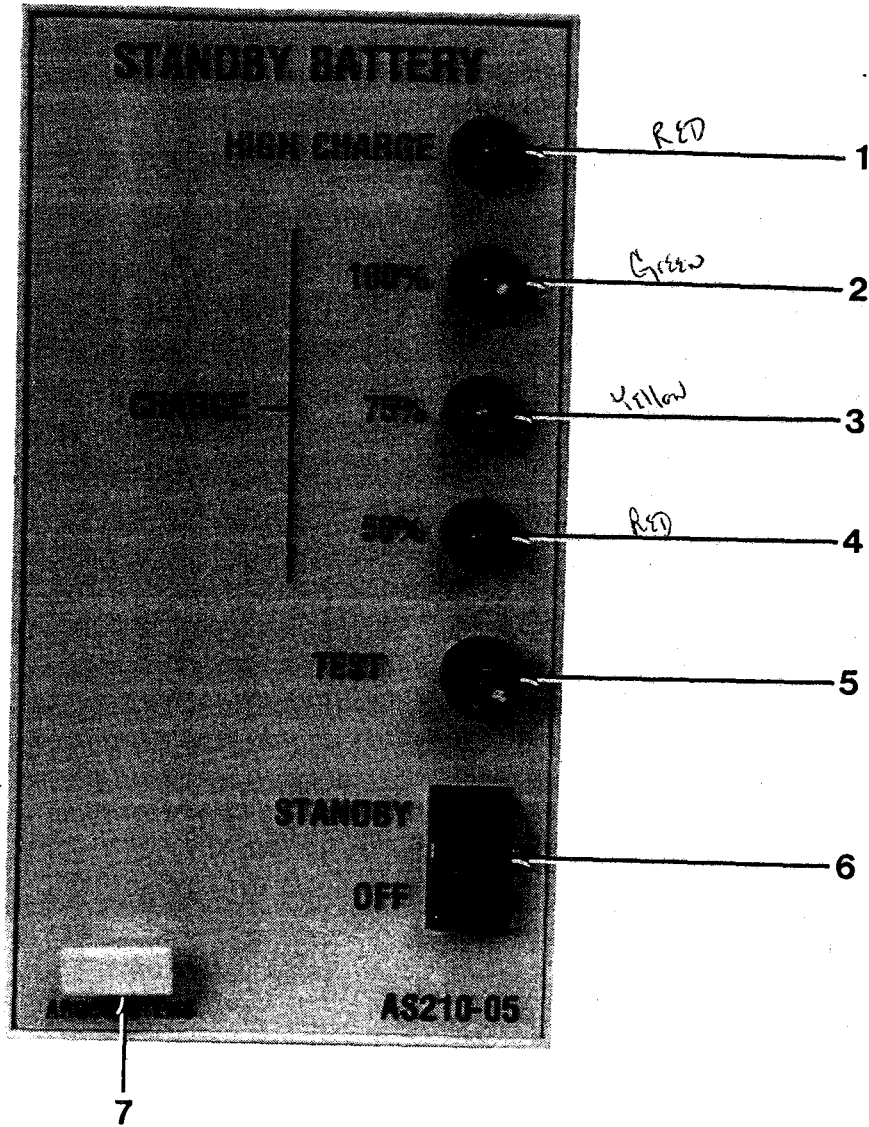 STANDBY BATTERY
HIGH CHARGE
RED
1
100%
Green
2
CHARGE
75%
Yellow
3
50%
RED
4
TEST
5
STANDBY
6
OFF
AS210-05
7